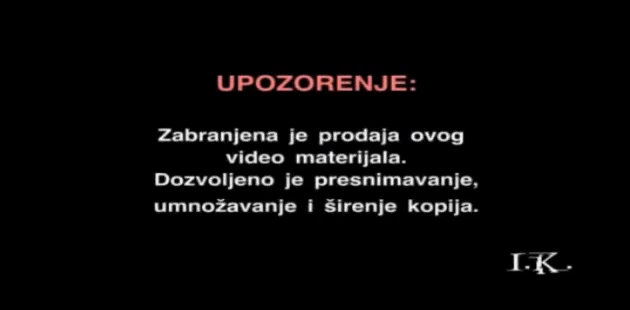 UPOZORENJE:
Zabranjena je prodaja ovog
video materijala.
Dozvoljeno je presnimavanje,
umnožavanje i širenje kopija.
I.K.